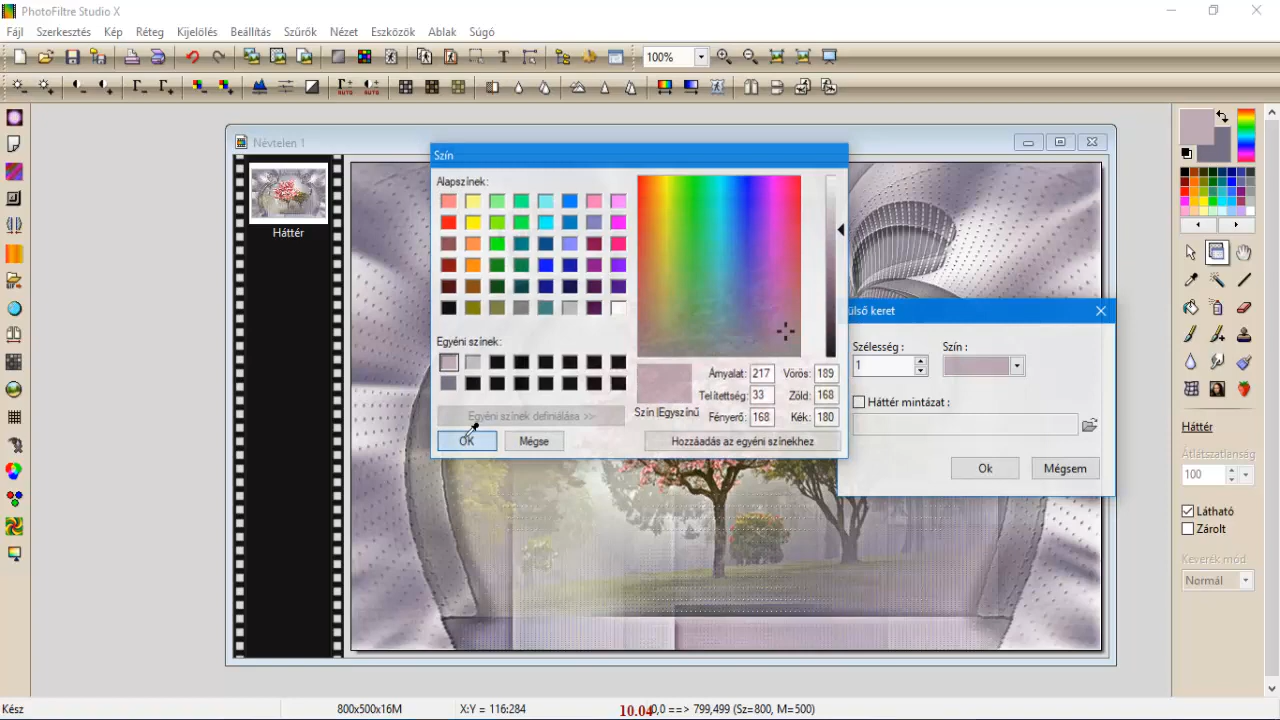 PhotoFiltre Studio X
Fájl Szerkesztés Kép Réteg Kijelölés Beállítás Szűrők Nézet Eszközök Ablak Súgó
100%
Névtelen 1
Háttér
Szín
Alapszínek:
Egyéni színek:
Egyéni színek definiálása >>
OK Mégse
Szín|Egyszínű
Árnyalat: 217 Vörös: 189
Telítettség: 33 Zöld: 168
Fényerő: 168 Kék: 180
Hozzáadás az egyéni színekhez
ülső keret
Szélesség : Szín :
1
Háttér mintázat :
Ok Mégsem
Háttér
Átlátszatlanság
100
Látható
Zárolt
Keverék mód
Normál
Kész 800x500x16M X:Y = 116:284 10.04 0,0 ==> 799,499 (Sz=800, M=500)